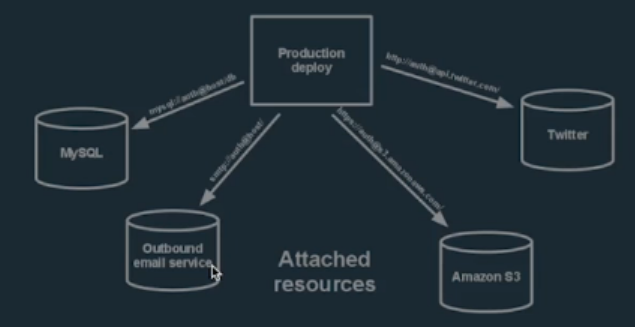 Production
deploy
mysql://auth@host/db
http://auth@api.twitter.com/
smtp://auth@host/
https://auth@s3.amazonaws.com/
MySQL
Twitter
Outbound
email service
Attached
resources
Amazon S3